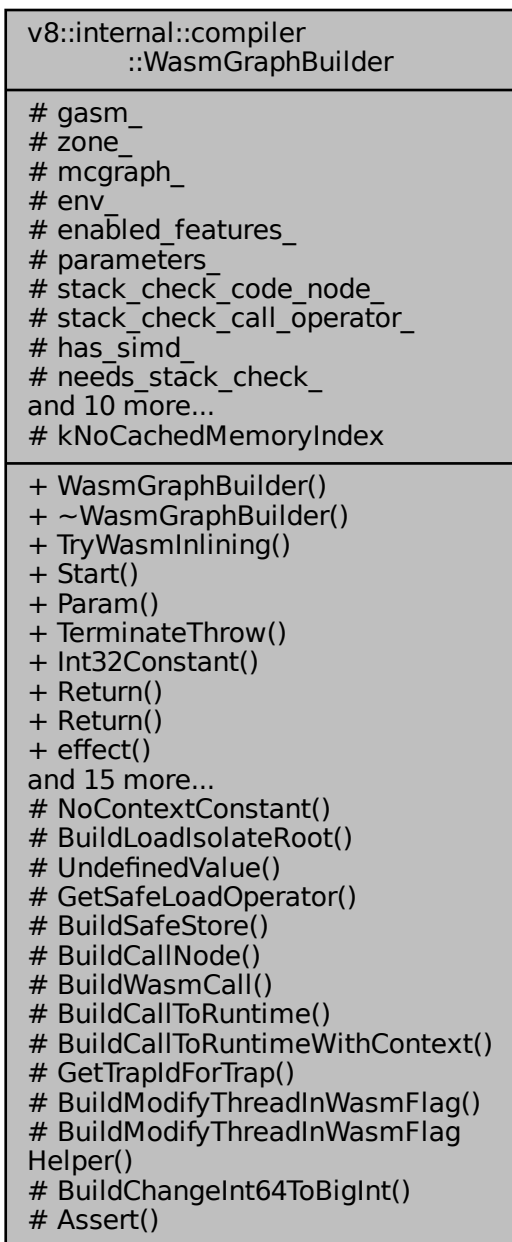 v8::internal::compiler
::WasmGraphBuilder
# gasm_
# zone_
# mcgraph_
# env_
# enabled_features_
# parameters_
# stack_check_code_node_
# stack_check_call_operator_
# has_simd_
# needs_stack_check_
and 10 more...
# kNoCachedMemoryIndex
+ WasmGraphBuilder()
+ ~WasmGraphBuilder()
+ TryWasmInlining()
+ Start()
+ Param()
+ TerminateThrow()
+ Int32Constant()
+ Return()
+ Return()
+ effect()
and 15 more...
# NoContextConstant()
# BuildLoadIsolateRoot()
# UndefinedValue()
# GetSafeLoadOperator()
# BuildSafeStore()
# BuildCallNode()
# BuildWasmCall()
# BuildCallToRuntime()
# BuildCallToRuntimeWithContext()
# GetTrapIdForTrap()
# BuildModifyThreadInWasmFlag()
# BuildModifyThreadInWasmFlag
Helper()
# BuildChangeInt64ToBigInt()
# Assert()